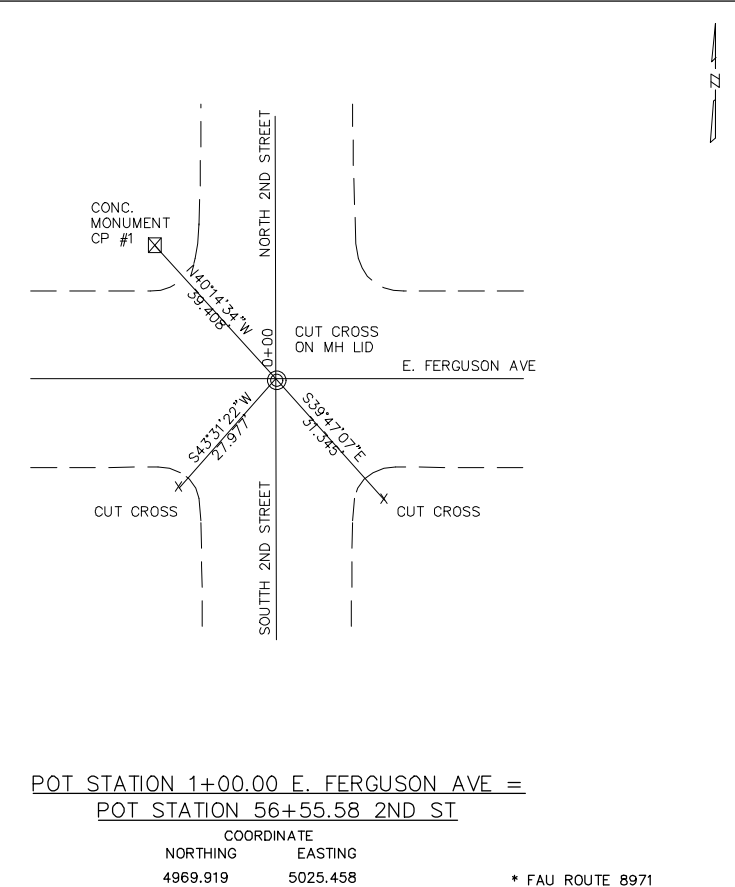 Z
NORTH 2ND STREET
CONC.
MONUMENT
CP #1
N40°14'34"W
39.408'
0+00
CUT CROSS
ON MH LID
E. FERGUSON AVE
S43°31'22"W
27.977'
S39°47'07"E
31.345'
CUT CROSS
CUT CROSS
SOUTTH 2ND STREET
POT STATION 1+00.00 E. FERGUSON AVE =
POT STATION 56+55.58 2ND ST
COORDINATE
NORTHING EASTING
4969.919 5025.458
* FAU ROUTE 8971